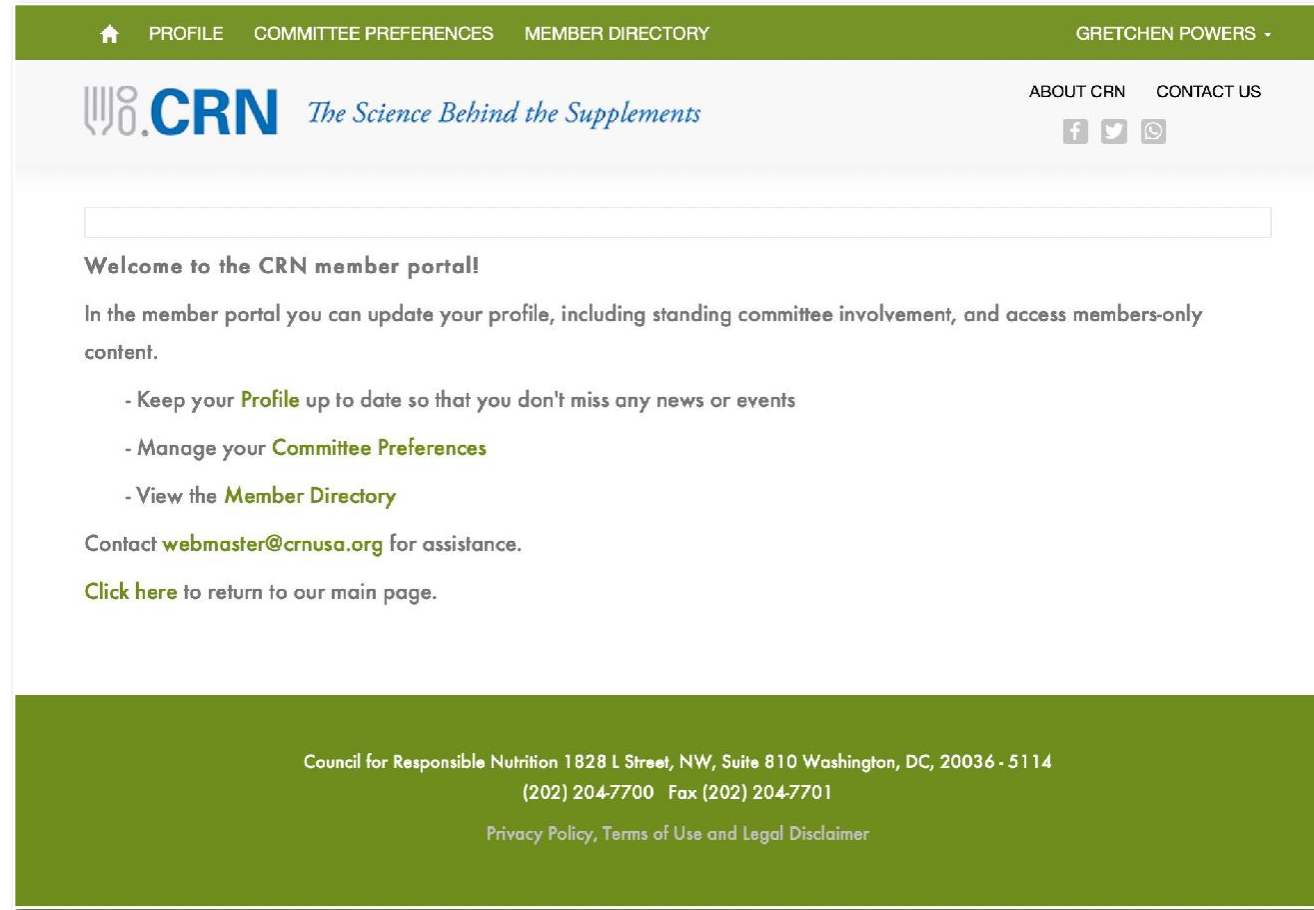 PROFILE COMMITTEE PREFERENCES MEMBER DIRECTORY GRETCHEN POWERS
.CRN The Science Behind the Supplements
ABOUT CRN CONTACT US
Welcome to the CRN member portal!
In the member portal you can update your profile, including standing committee involvement, and access members-only
content.
- Keep your Profile up to date so that you don't miss any news or events
- Manage your Committee Preferences
- View the Member Directory
Contact webmaster@crnusa.org for assistance.
Click here to return to our main page.
Council for Responsible Nutrition 1828 L Street, NW, Suite 810 Washington, DC, 20036 - 5114
(202) 204-7700 Fax (202) 204-7701
Privacy Policy, Terms of Use and Legal Disclaimer